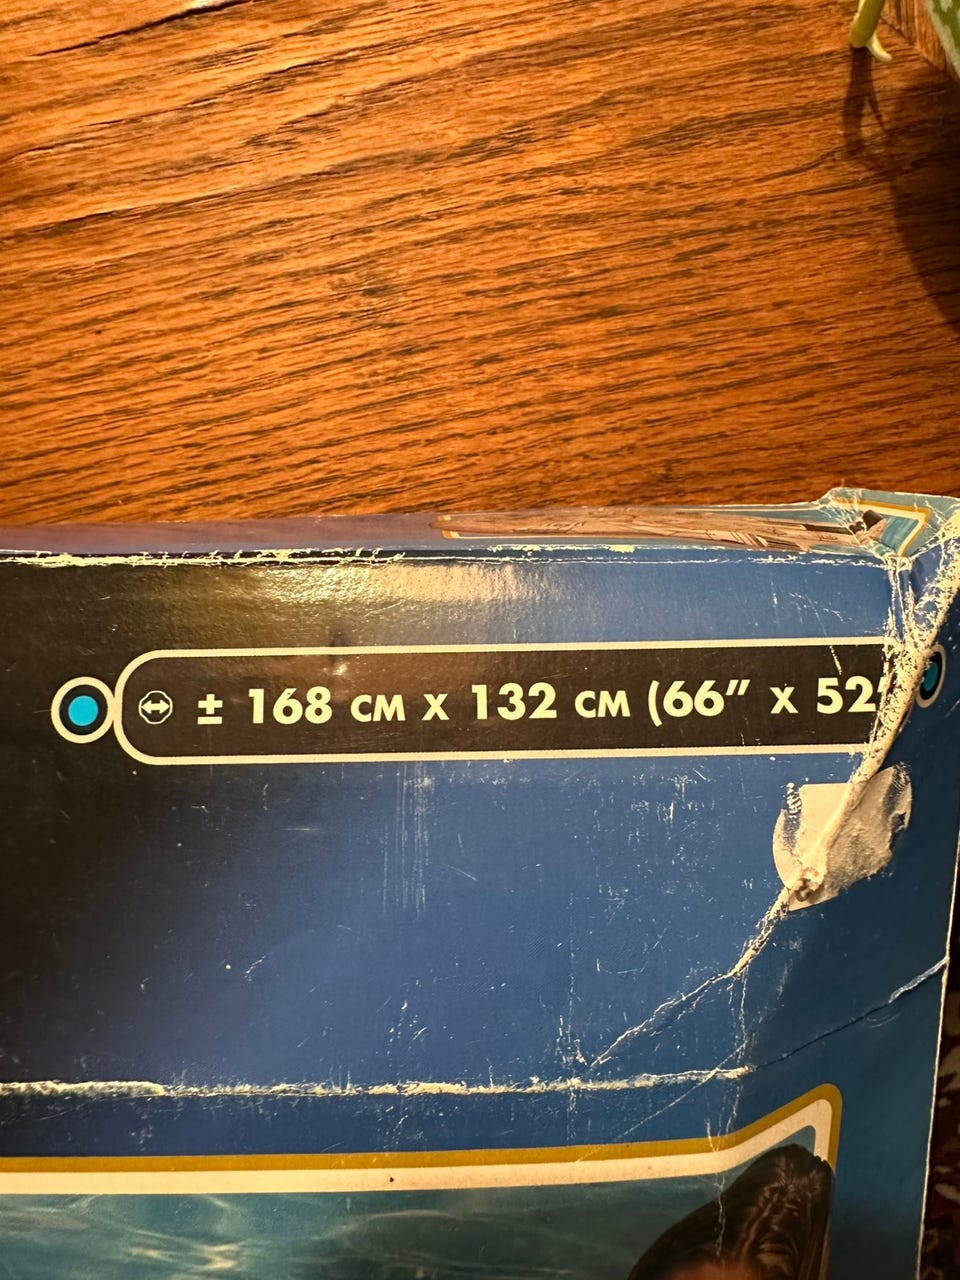 ± 168 CM X 132 CM (66" X 52"